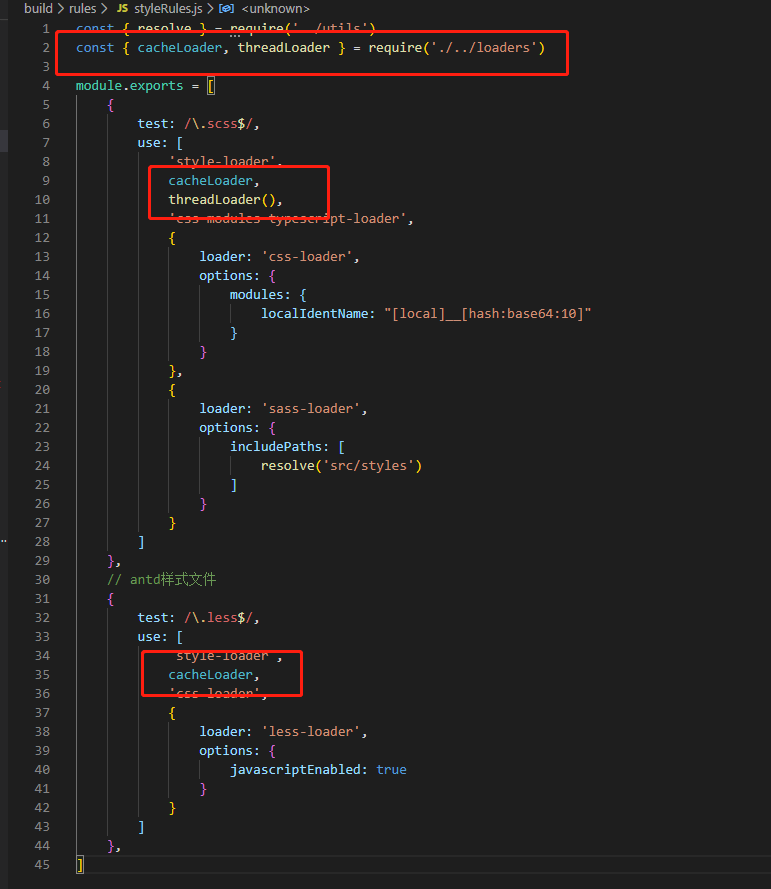 build > rules > JS styleRules.js > <unknown>
1 const { resolve } = require('../utils')
2 const { cacheLoader, threadLoader } = require('./../loaders')
3
4 module.exports = [
5 {
6 test: /\.scss$/,
7 use: [
8 'style-loader',
9 cacheLoader,
10 threadLoader(),
11 'css-modules-typescript-loader',
12 {
13 loader: 'css-loader',
14 options: {
15 modules: {
16 localIdentName: "[local]__[hash:base64:10]"
17 }
18 }
19 },
20 {
21 loader: 'sass-loader',
22 options: {
23 includePaths: [
24 resolve('src/styles')
25 ]
26 }
27 }
28 ]
29 },
30 // antd样式文件
31 {
32 test: /\.less$/,
33 use: [
34 'style-loader',
35 cacheLoader,
36 'css-loader',
37 {
38 loader: 'less-loader',
39 options: {
40 javascriptEnabled: true
41 }
42 }
43 ]
44 },
45 ]